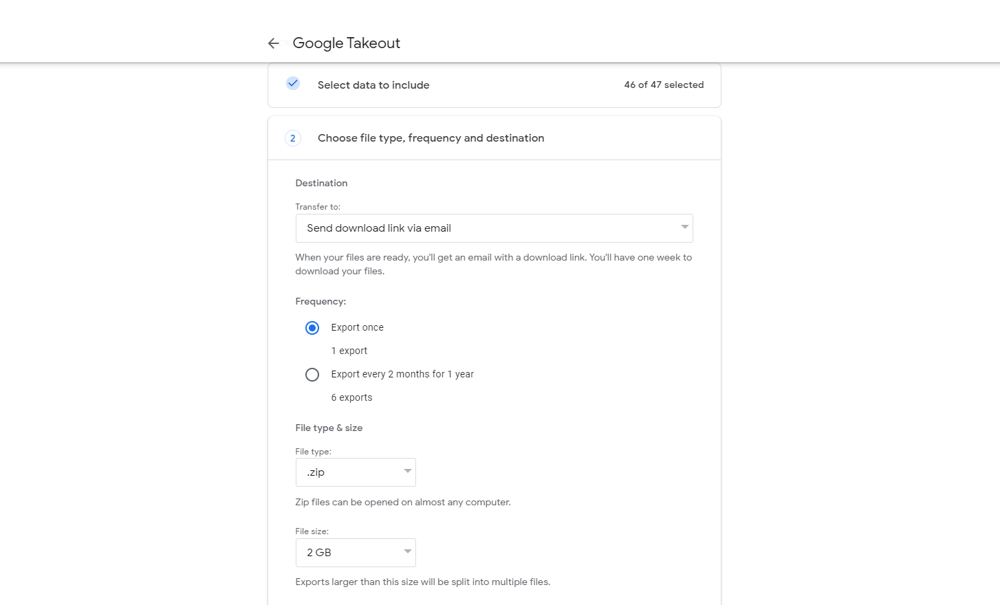 Google Takeout
Select data to include
46 of 47 selected
2
Choose file type, frequency and destination
Destination
Transfer to:
Send download link via email
When your files are ready, you'll get an email with a download link. You'll have one week to
download your files.
Frequency:
Export once
1 export
Export every 2 months for 1 year
6 exports
File type & size
File type:
.zip
Zip files can be opened on almost any computer.
File size:
2 GB
Exports larger than this size will be split into multiple files.